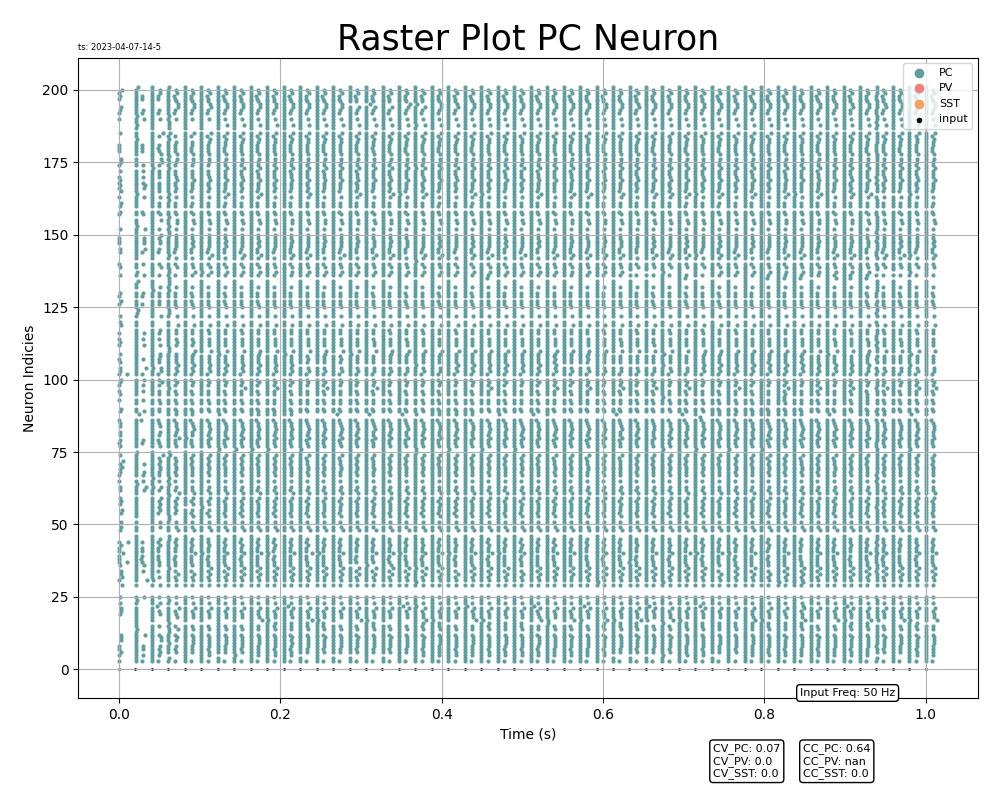 Raster Plot PC Neuron
ts: 2023-04-07-14-5
PC
PV
SST
input
200
175
150
125
100
75
50
25
0
Neuron Indicies
0.0 0.2 0.4 0.6 0.8 1.0
Time (s)
Input Freq: 50 Hz
CV_PC: 0.07
CV_PV: 0.0
CV_SST: 0.0
CC_PC: 0.64
CC_PV: nan
CC_SST: 0.0